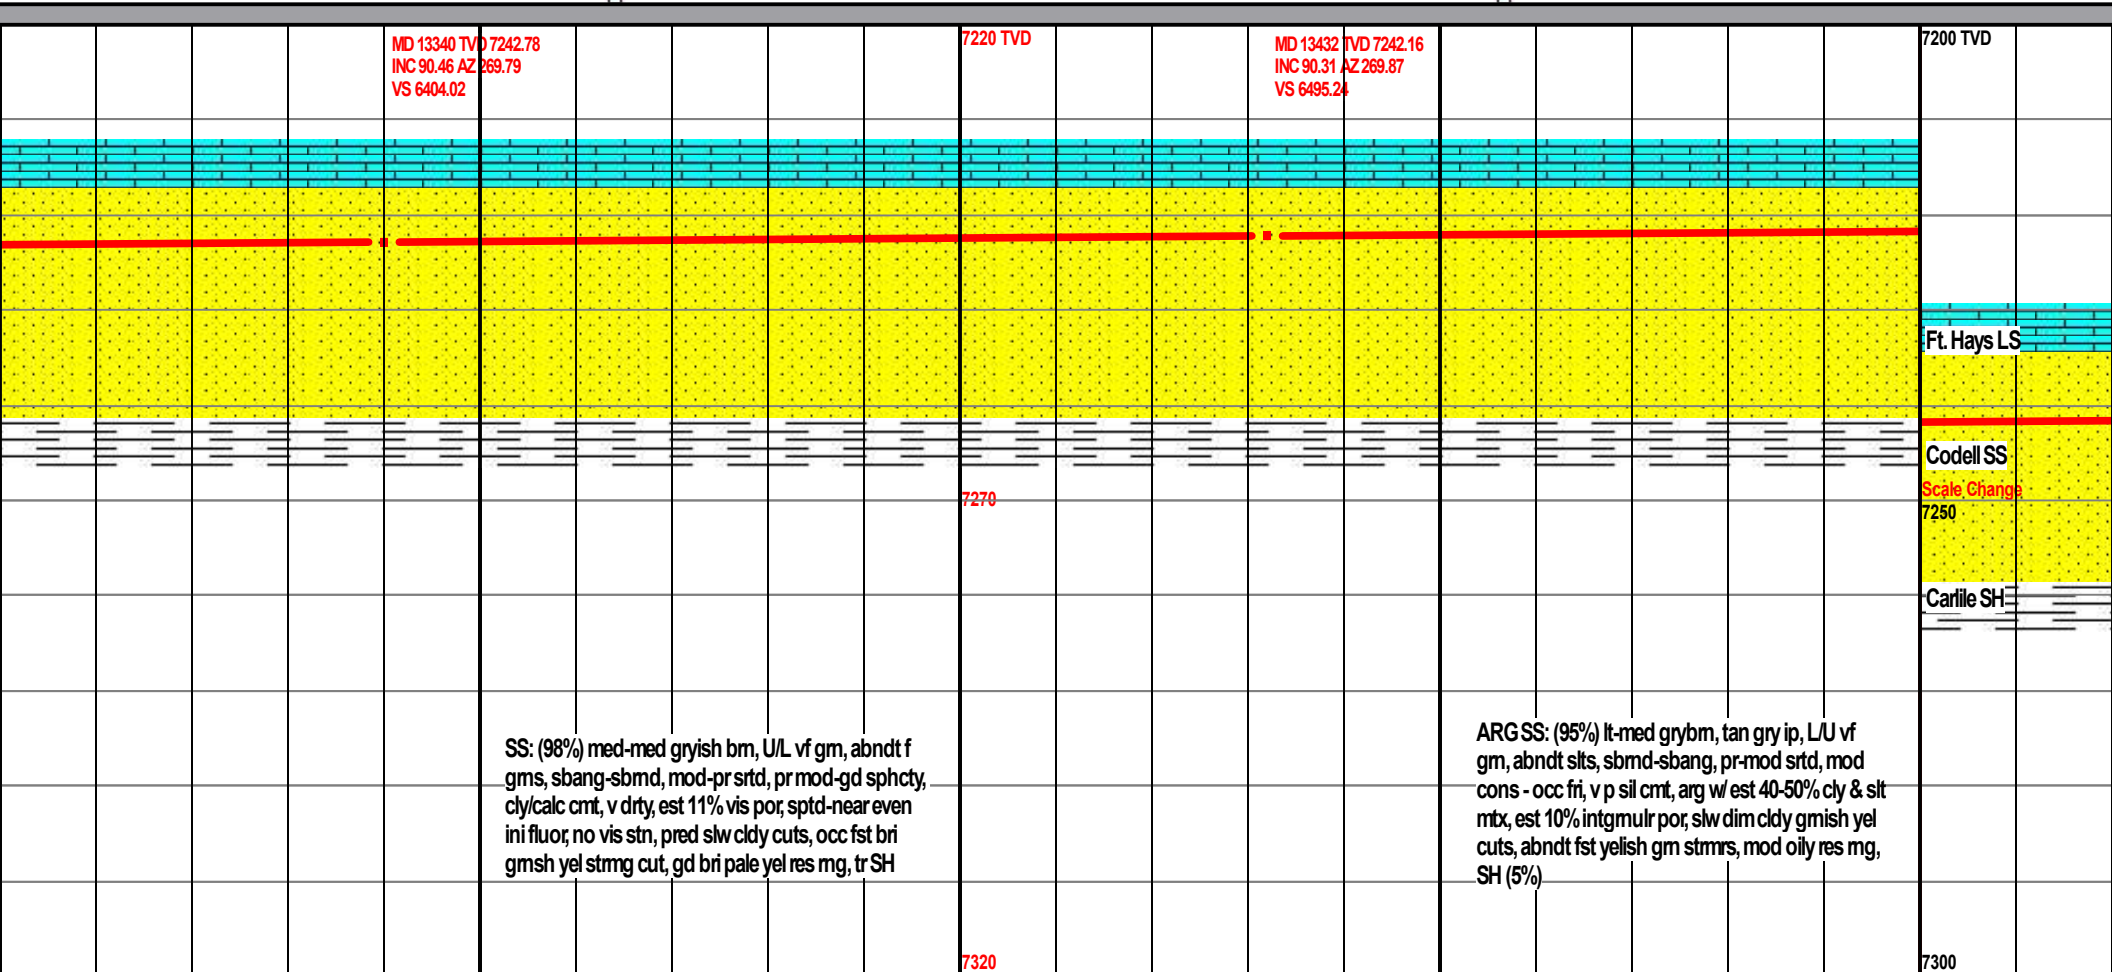 MD 13340 TVD 7242.78
INC 90.46 AZ 269.79
VS 6404.02
7220 TVD
MD 13432 TVD 7242.16
INC 90.31 AZ 269.87
VS 6495.24
7200 TVD
Ft. Hays LS
Codell SS
Scale Change
7250
7270
Carlile SH
SS: (98%) med-med gryish brn, U/L vf grn, abndt f
grns, sbang-sbrnd, mod-pr srtd, pr mod-gd sphcty,
cly/calc cmt, v drty, est 11% vis por, sptd-near even
ini fluor, no vis stn, pred slw cldy cuts, occ fst bri
grnsh yel strmg cut, gd bri pale yel res rng, tr SH
ARG SS: (95%) lt-med grybrn, tan gry ip, L/U vf
grn, abndt slts, sbrnd-sbang, pr-mod srtd, mod
cons - occ fri, v p sil cmt, arg w/ est 40-50% cly & slt
mtx, est 10% intgrnulr por, slw dim cldy grnish yel
cuts, abndt fst yelish grn strmrs, mod oily res rng,
SH (5%)
7320
7300